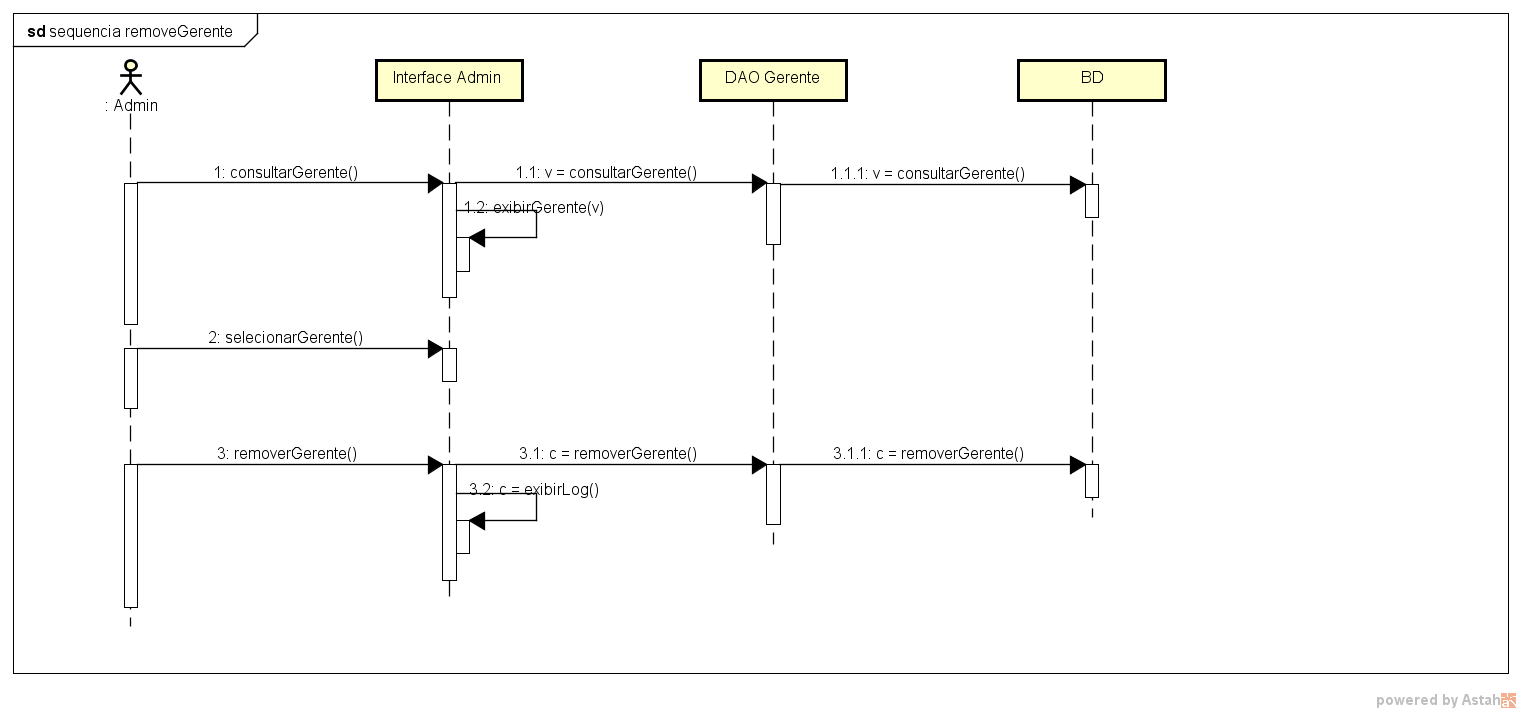 sd sequencia removeGerente
: Admin
Interface Admin
DAO Gerente
BD
1: consultarGerente()
1.1: v = consultarGerente()
1.1.1: v = consultarGerente()
1.2: exibirGerente(v)
2: selecionarGerente()
3: removerGerente()
3.1: c = removerGerente()
3.1.1: c = removerGerente()
3.2: c = exibirLog()
powered by Astah